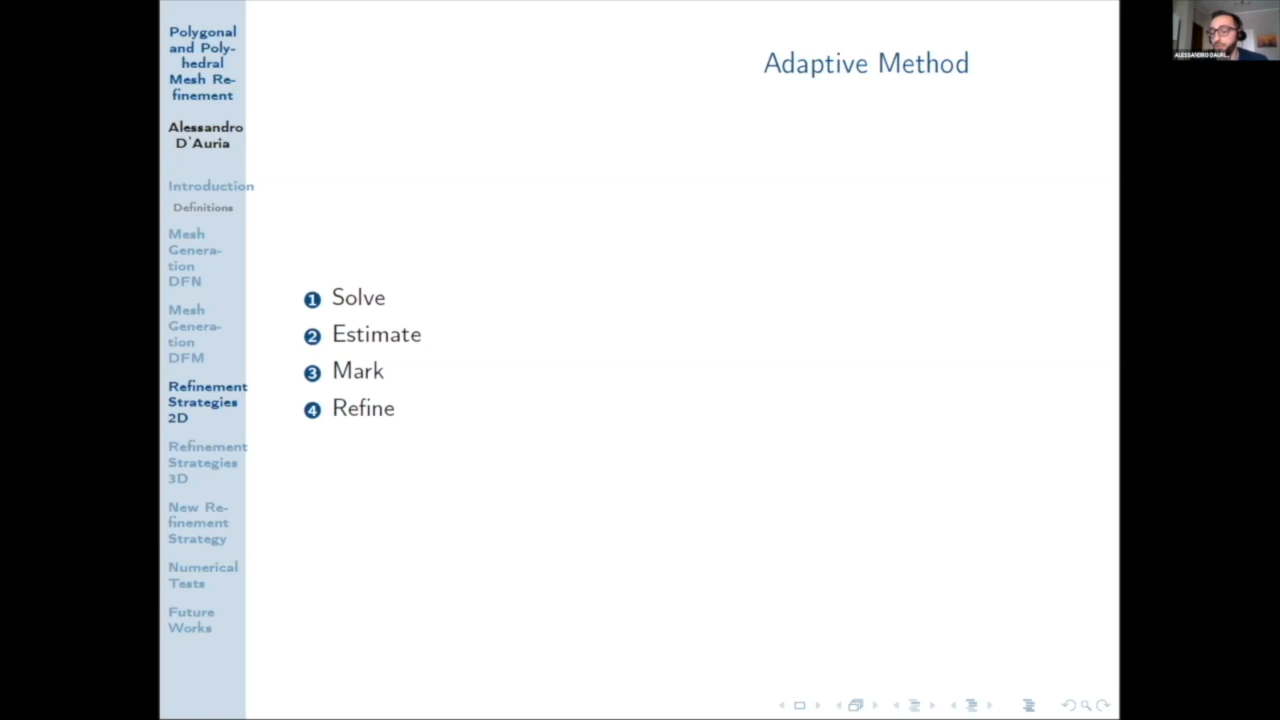 Polygonal
and Poly-
hedral
Mesh Re-
finement
Alessandro
D'Auria
Introduction
Definitions
Mesh
Genera-
tion
DFN
Mesh
Genera-
tion
DFM
Refinement
Strategies
2D
Refinement
Strategies
3D
New Re-
finement
Strategy
Numerical
Tests
Future
Works
Adaptive Method
1 Solve
2 Estimate
3 Mark
4 Refine